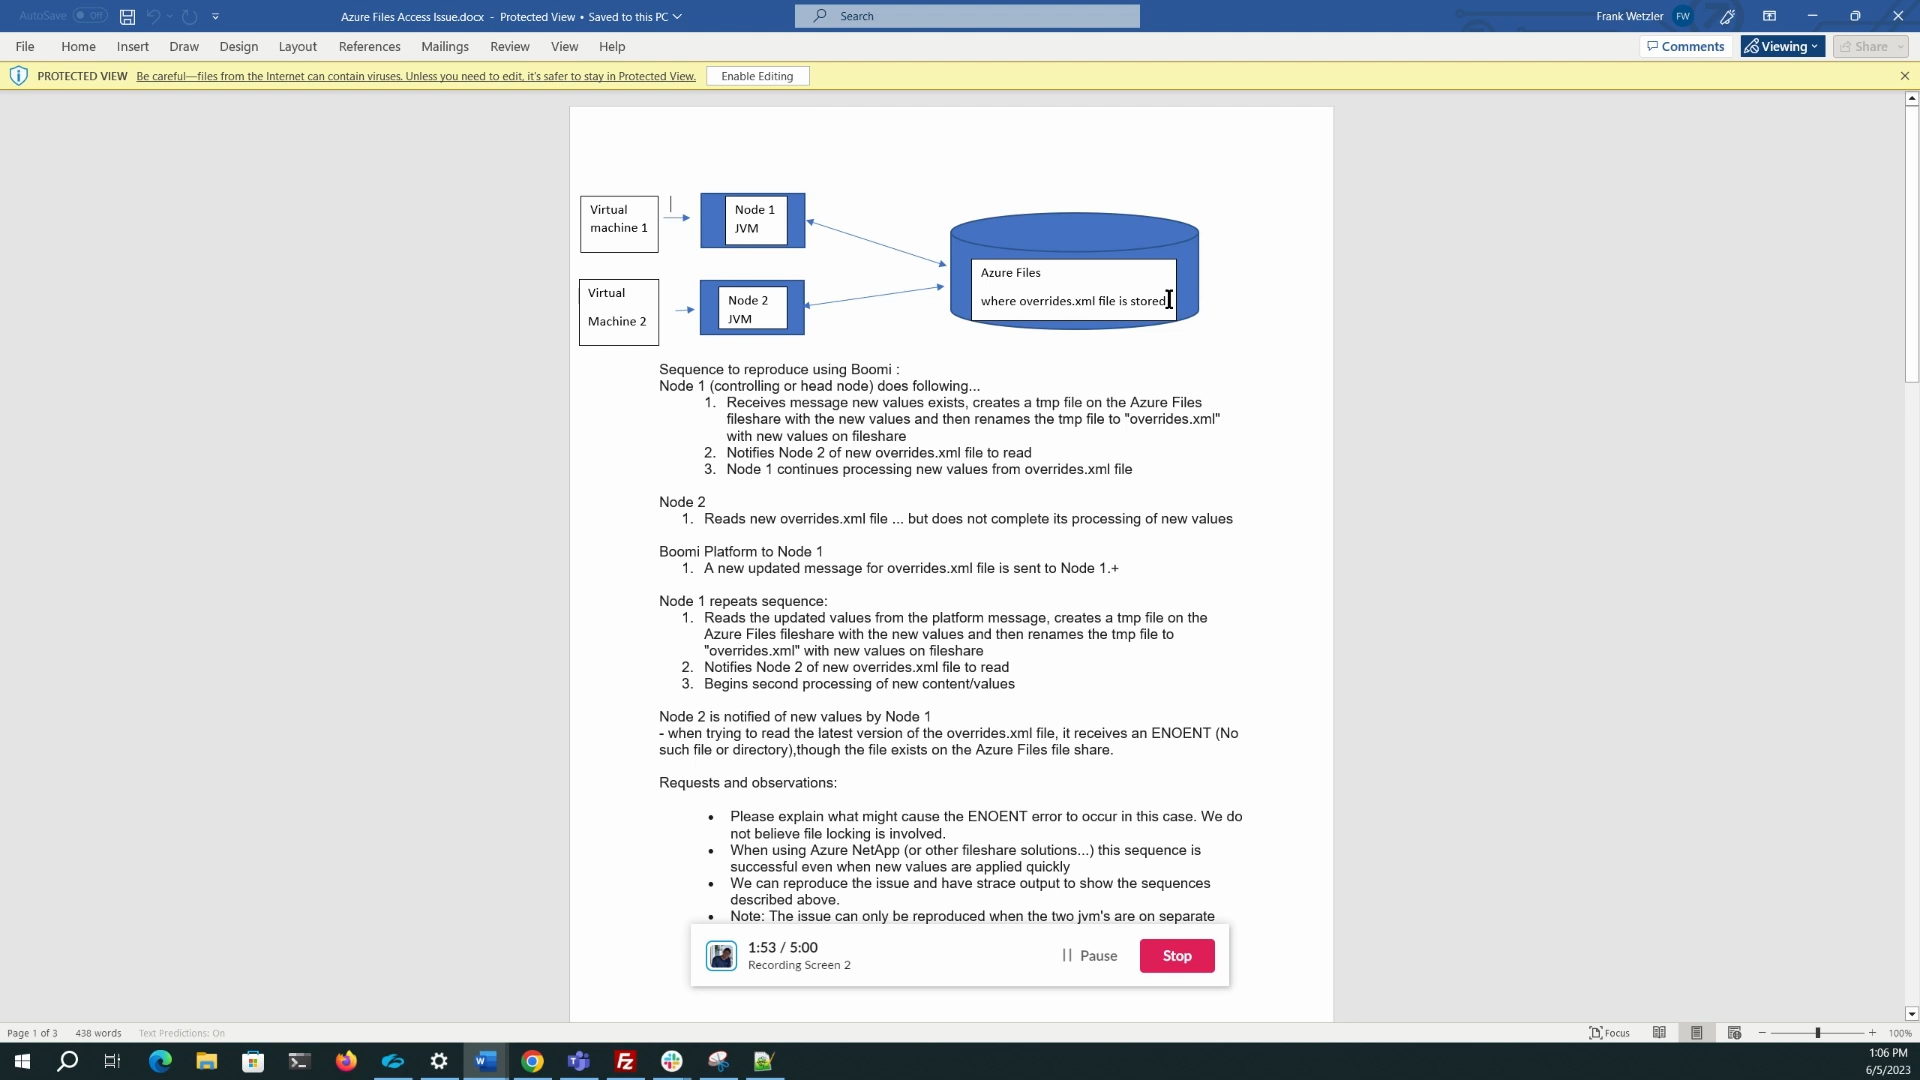 AutoSave Off Azure Files Access Issue.docx - Protected View • Saved to this PC Search Frank Wetzler FW
File Home Insert Draw Design Layout References Mailings Review View Help Comments Viewing Share
PROTECTED VIEW Be careful—files from the Internet can contain viruses. Unless you need to edit, it's safer to stay in Protected View. Enable Editing
Virtual
machine 1
Node 1
JVM
Azure Files
where overrides.xml file is stored
Virtual
Machine 2
Node 2
JVM
Sequence to reproduce using Boomi :
Node 1 (controlling or head node) does following...
1. Receives message new values exists, creates a tmp file on the Azure Files
fileshare with the new values and then renames the tmp file to "overrides.xml"
with new values on fileshare
2. Notifies Node 2 of new overrides.xml file to read
3. Node 1 continues processing new values from overrides.xml file
Node 2
1. Reads new overrides.xml file ... but does not complete its processing of new values
Boomi Platform to Node 1
1. A new updated message for overrides.xml file is sent to Node 1.+
Node 1 repeats sequence:
1. Reads the updated values from the platform message, creates a tmp file on the
Azure Files fileshare with the new values and then renames the tmp file to
"overrides.xml" with new values on fileshare
2. Notifies Node 2 of new overrides.xml file to read
3. Begins second processing of new content/values
Node 2 is notified of new values by Node 1
- when trying to read the latest version of the overrides.xml file, it receives an ENOENT (No
such file or directory),though the file exists on the Azure Files file share.
Requests and observations:
• Please explain what might cause the ENOENT error to occur in this case. We do
not believe file locking is involved.
• When using Azure NetApp (or other fileshare solutions...) this sequence is
successful even when new values are applied quickly
• We can reproduce the issue and have strace output to show the sequences
described above.
• Note: The issue can only be reproduced when the two jvm's are on separate
1:53 / 5:00
Recording Screen 2
Pause
Stop
Page 1 of 3 438 words Text Predictions: On Focus 100%
1:06 PM
6/5/2023